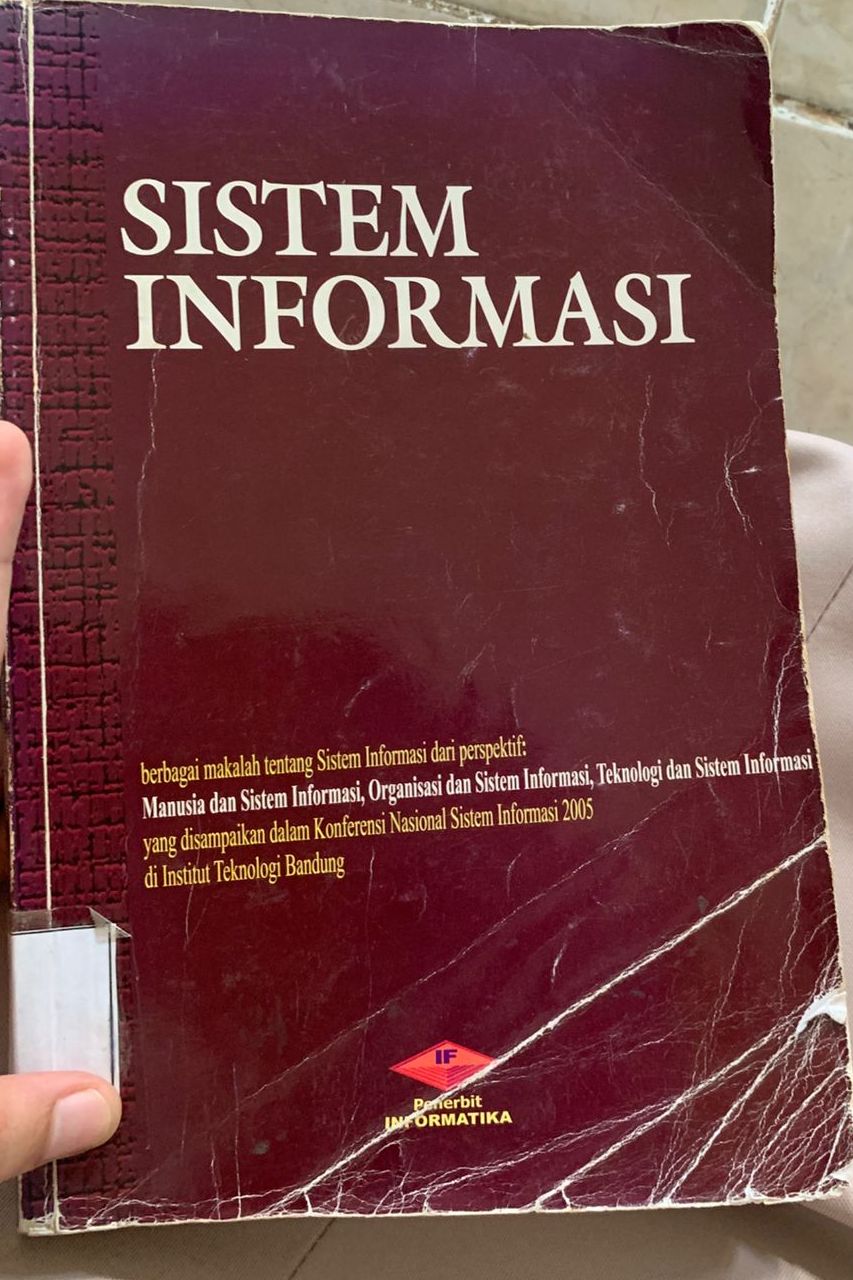 SISTEM
INFORMASI
berbagai makalah tentang Sistem Informasi dari perspektif:
Manusia dan Sistem Informasi, Organisasi dan Sistem Informasi, Teknologi dan Sistem Informasi
yang disampaikan dalam Konferensi Nasional Sistem Informasi 2005
di Institut Teknologi Bandung
IF
Penerbit
INFORMATIKA